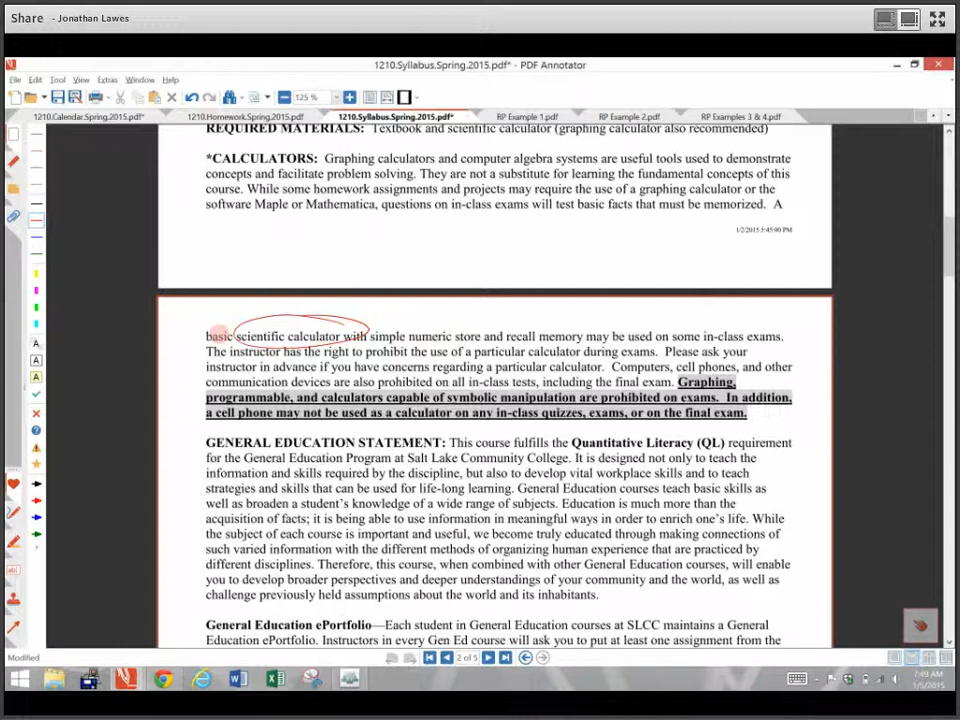 Share - Jonathan Lawes
1210.Syllabus.Spring.2015.pdf* - PDF Annotator
File Edit Tool View Extras Window Help
125 %
1210.Calendar.Spring.2015.pdf* 1210.Homework.Spring.2015.pdf 1210.Syllabus.Spring.2015.pdf* RP Example 1.pdf RP Example 2.pdf RP Examples 3 & 4.pdf
REQUIRED MATERIALS: Textbook and scientific calculator (graphing calculator also recommended)
*CALCULATORS: Graphing calculators and computer algebra systems are useful tools used to demonstrate
concepts and facilitate problem solving. They are not a substitute for learning the fundamental concepts of this
course. While some homework assignments and projects may require the use of a graphing calculator or the
software Maple or Mathematica, questions on in-class exams will test basic facts that must be memorized. A
1/2/2015 5:45:00 PM
basic scientific calculator with simple numeric store and recall memory may be used on some in-class exams.
The instructor has the right to prohibit the use of a particular calculator during exams. Please ask your
instructor in advance if you have concerns regarding a particular calculator. Computers, cell phones, and other
communication devices are also prohibited on all in-class tests, including the final exam. Graphing,
programmable, and calculators capable of symbolic manipulation are prohibited on exams. In addition,
a cell phone may not be used as a calculator on any in-class quizzes, exams, or on the final exam.
GENERAL EDUCATION STATEMENT: This course fulfills the Quantitative Literacy (QL) requirement
for the General Education Program at Salt Lake Community College. It is designed not only to teach the
information and skills required by the discipline, but also to develop vital workplace skills and to teach
strategies and skills that can be used for life-long learning. General Education courses teach basic skills as
well as broaden a student's knowledge of a wide range of subjects. Education is much more than the
acquisition of facts; it is being able to use information in meaningful ways in order to enrich one's life. While
the subject of each course is important and useful, we become truly educated through making connections of
such varied information with the different methods of organizing human experience that are practiced by
different disciplines. Therefore, this course, when combined with other General Education courses, will enable
you to develop broader perspectives and deeper understandings of your community and the world, as well as
challenge previously held assumptions about the world and its inhabitants.
General Education ePortfolio—Each student in General Education courses at SLCC maintains a General
Education ePortfolio. Instructors in every Gen Ed course will ask you to put at least one assignment from the
Modified
2 of 5
7:49 AM
1/5/2015